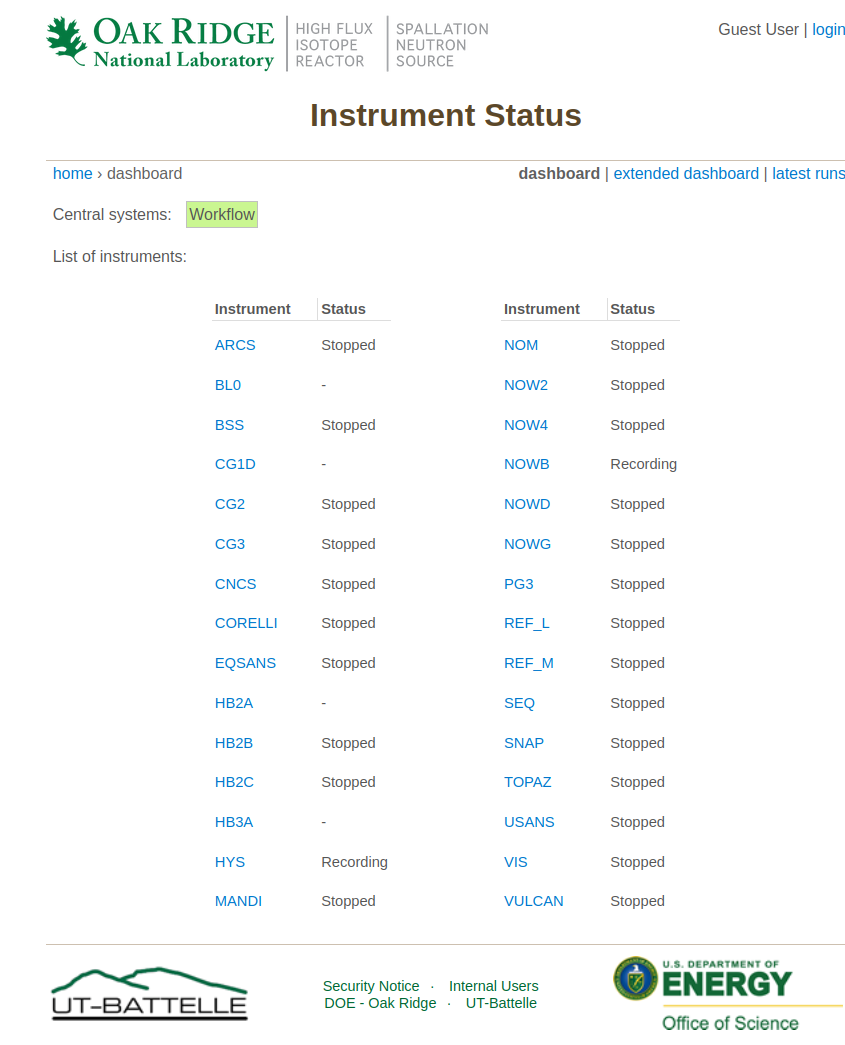 OAK RIDGE
National Laboratory
HIGH FLUX
ISOTOPE
REACTOR
SPALLATION
NEUTRON
SOURCE
Guest User | login
Instrument Status
home › dashboard
dashboard | extended dashboard | latest runs
Central systems: Workflow
List of instruments:
Instrument Status Instrument Status
ARCS Stopped NOM Stopped
BL0 - NOW2 Stopped
BSS Stopped NOW4 Stopped
CG1D - NOWB Recording
CG2 Stopped NOWD Stopped
CG3 Stopped NOWG Stopped
CNCS Stopped PG3 Stopped
CORELLI Stopped REF_L Stopped
EQSANS Stopped REF_M Stopped
HB2A - SEQ Stopped
HB2B Stopped SNAP Stopped
HB2C Stopped TOPAZ Stopped
HB3A - USANS Stopped
HYS Recording VIS Stopped
MANDI Stopped VULCAN Stopped
UT-BATTELLE
Security Notice · Internal Users
DOE - Oak Ridge · UT-Battelle
U.S. DEPARTMENT OF
ENERGY
Office of Science